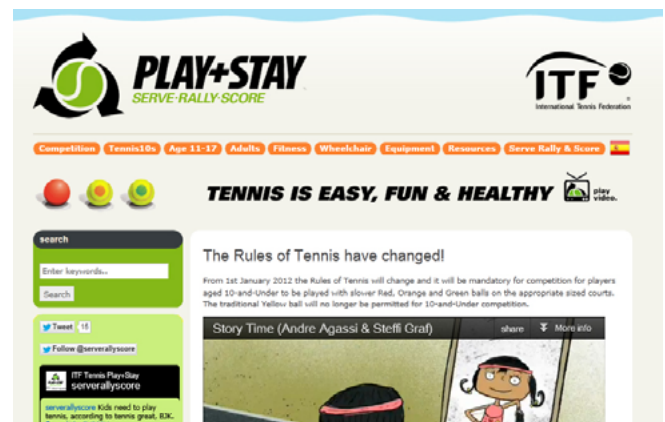 PLAY+STAY
SERVE·RALLY·SCORE
ITF
International Tennis Federation
Competition Tennis10s Age 11-17 Adults Fitness Wheelchair Equipment Resources Serve Rally & Score
TENNIS IS EASY, FUN & HEALTHY play video.
search
Enter keywords..
Search
Tweet 15
Follow @serverallyscore
ITF Tennis Play+Stay
serverallyscore
serverallyscore Kids need to play
tennis, according to tennis great, BJK.
The Rules of Tennis have changed!
From 1st January 2012 the Rules of Tennis will change and it will be mandatory for competition for players
aged 10-and-Under to be played with slower Red, Orange and Green balls on the appropriate sized courts.
The traditional Yellow ball will no longer be permitted for 10-and-Under competition.
Story Time (Andre Agassi & Steffi Graf) share More info